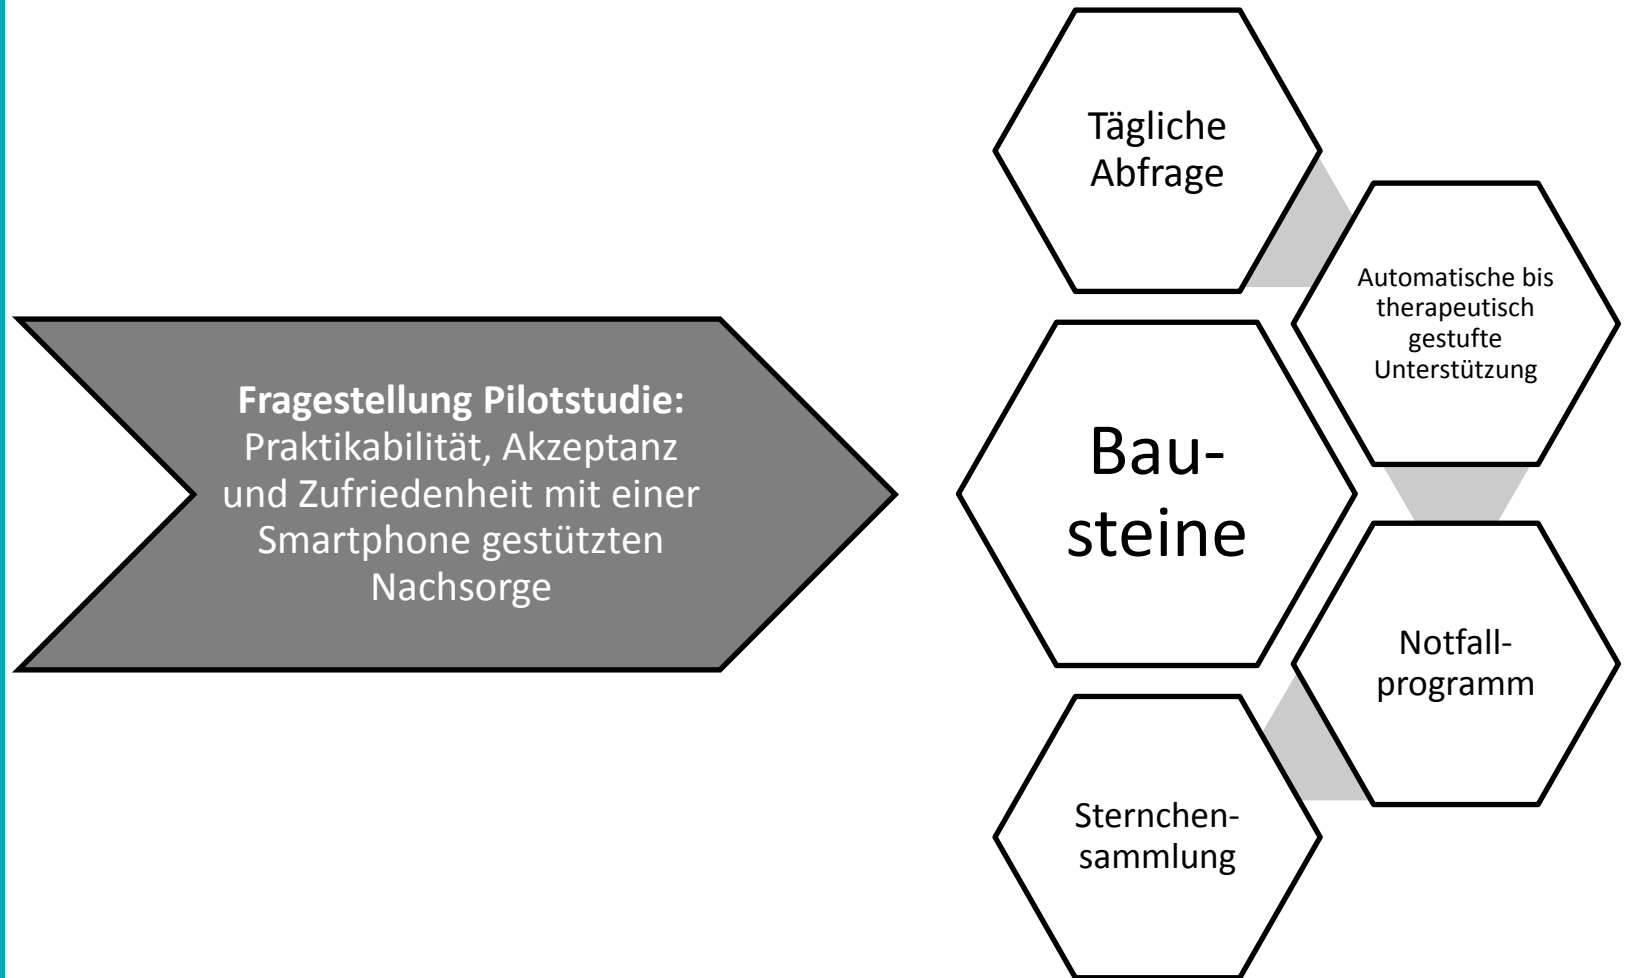 Fragestellung Pilotstudie:
Praktikabilität, Akzeptanz
und Zufriedenheit mit einer
Smartphone gestützten
Nachsorge
Bau-
steine
Tägliche
Abfrage
Automatische bis
therapeutisch
gestufte
Unterstützung
Notfall-
programm
Sternchen-
sammlung